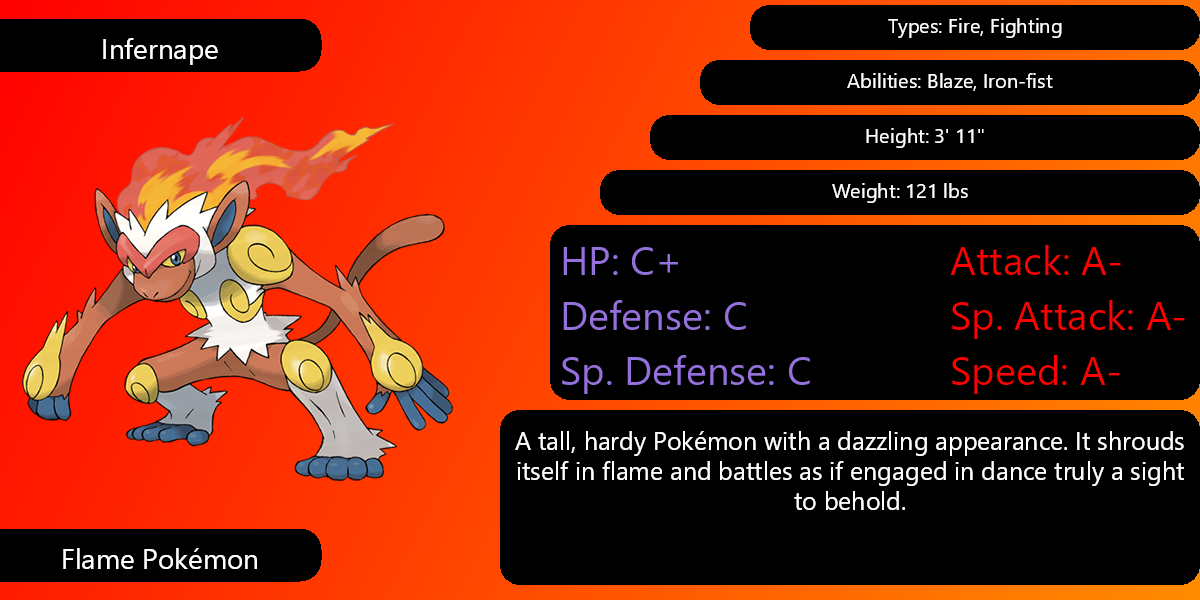 Infernape
Types: Fire, Fighting
Abilities: Blaze, Iron-fist
Height: 3' 11"
Weight: 121 lbs
HP: C+
Attack: A-
Defense: C
Sp. Attack: A-
Sp. Defense: C
Speed: A-
A tall, hardy Pokémon with a dazzling appearance. It shrouds
itself in flame and battles as if engaged in dance truly a sight
to behold.
Flame Pokémon